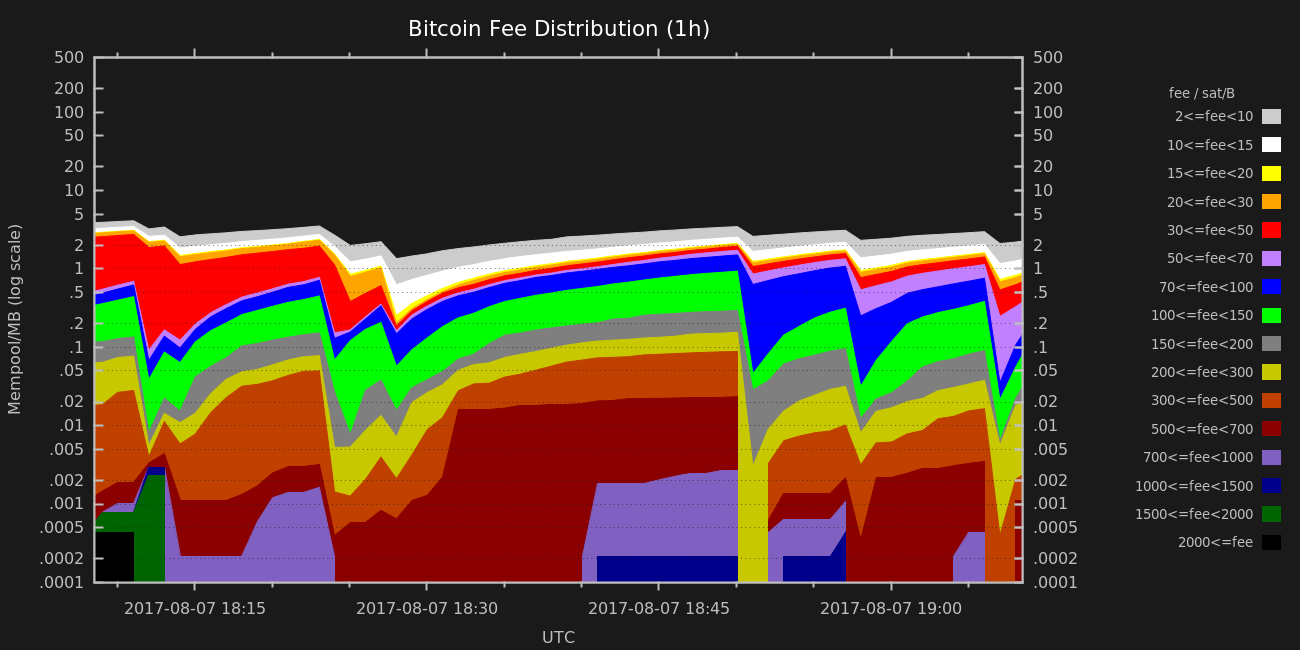 Bitcoin Fee Distribution (1h)
500 500
200 200
100 100
50 50
20 20
10 10
5 5
2 2
1 1
.5 .5
.2 .2
.1 .1
.05 .05
.02 .02
.01 .01
.005 .005
.002 .002
.001 .001
.0005 .0005
.0002 .0002
.0001 .0001
Mempool/MB (log scale)
2017-08-07 18:15 2017-08-07 18:30 2017-08-07 18:45 2017-08-07 19:00
UTC
fee / sat/B
2<=fee<10
10<=fee<15
15<=fee<20
20<=fee<30
30<=fee<50
50<=fee<70
70<=fee<100
100<=fee<150
150<=fee<200
200<=fee<300
300<=fee<500
500<=fee<700
700<=fee<1000
1000<=fee<1500
1500<=fee<2000
2000<=fee